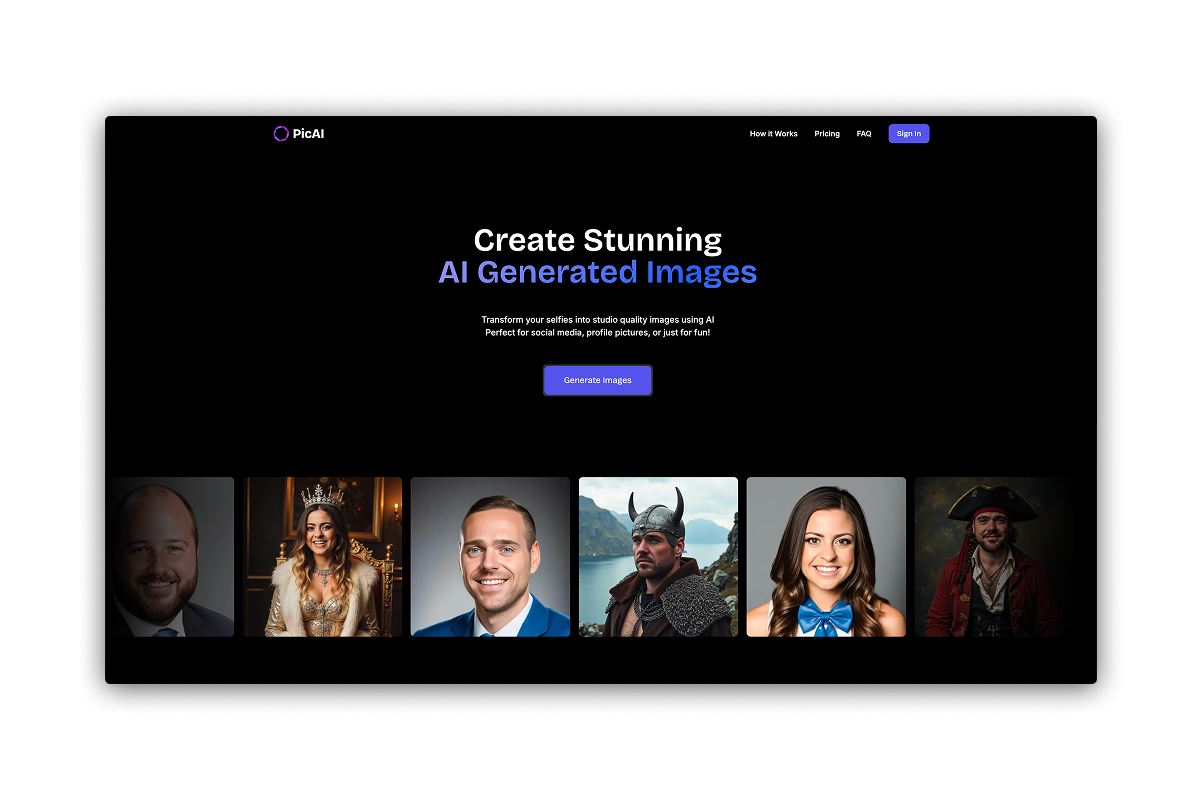 PicAI
How it Works
Pricing
FAQ
Sign In
Create Stunning
AI Generated Images
Transform your selfies into studio quality images using AI
Perfect for social media, profile pictures, or just for fun!
Generate Images